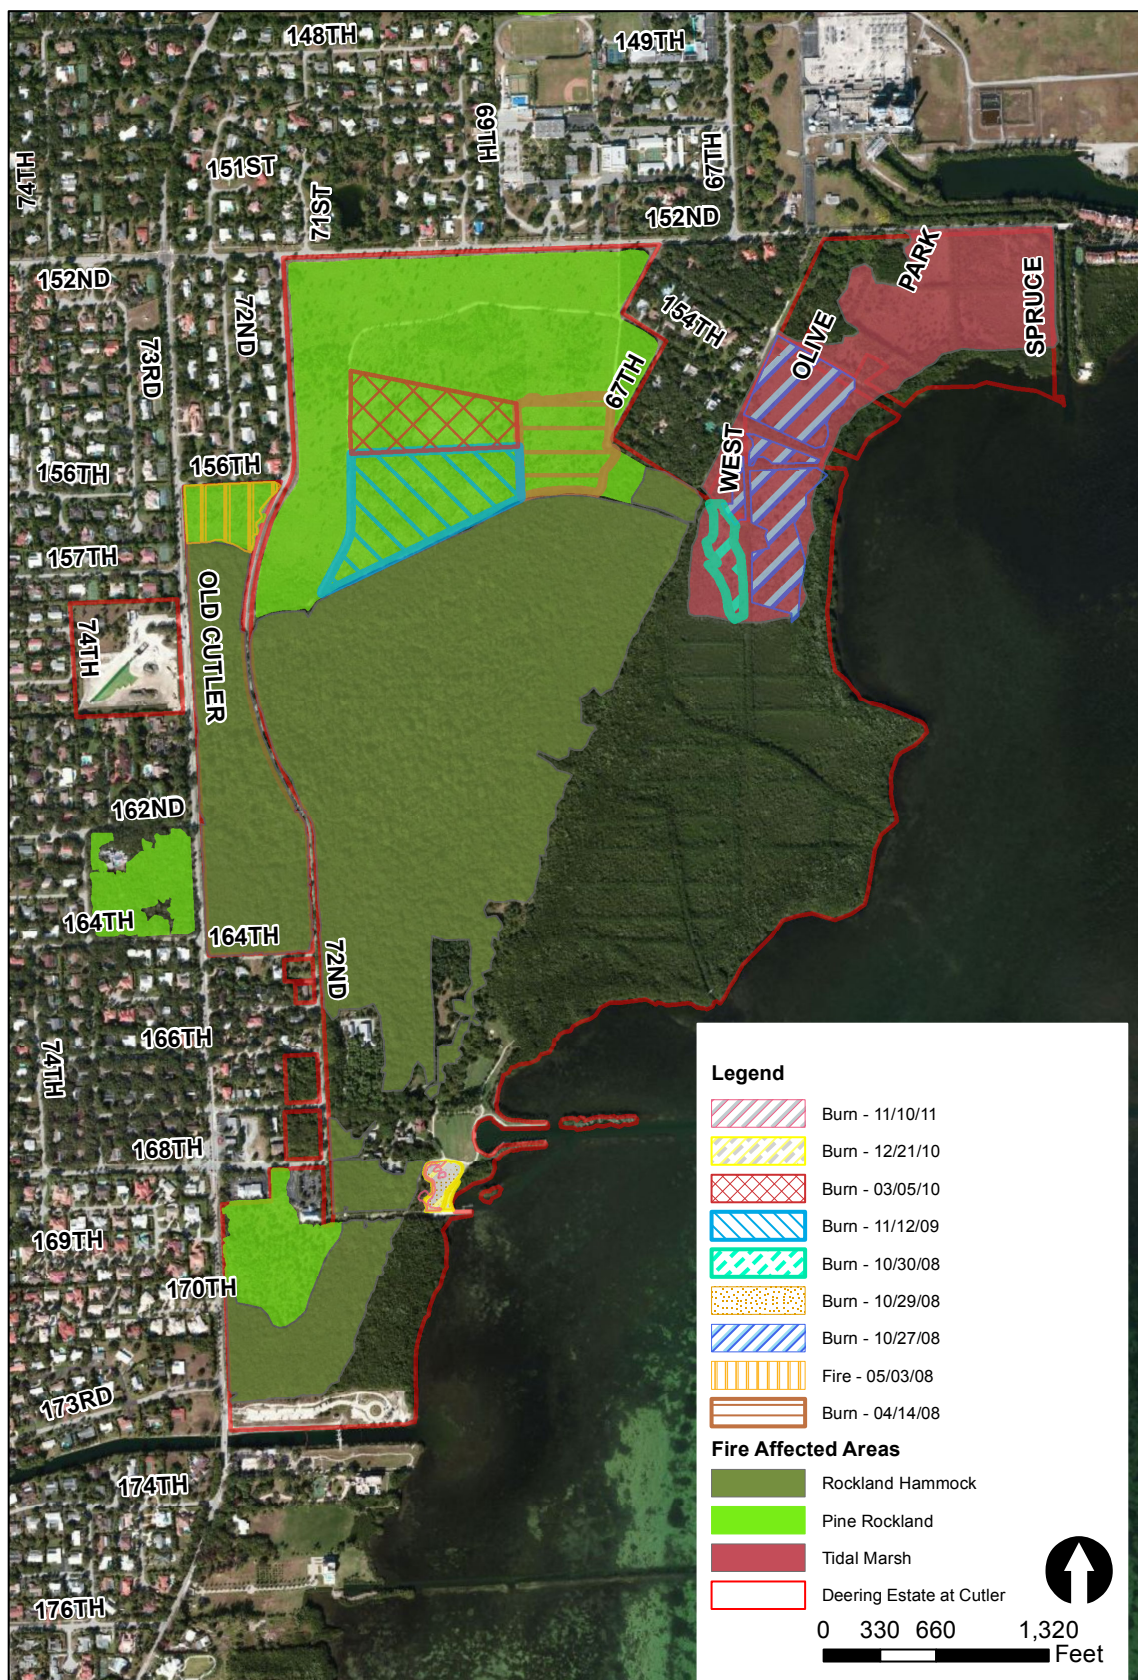 148TH
149TH
69TH
67TH
151ST
74TH
71ST
152ND
152ND
PARK
SPRUCE
72ND
154TH
OLIVE
73RD
67TH
WEST
156TH
156TH
157TH
OLD CUTLER
74TH
162ND
164TH
164TH
72ND
166TH
74TH
168TH
169TH
170TH
173RD
174TH
176TH
Legend
Burn - 11/10/11
Burn - 12/21/10
Burn - 03/05/10
Burn - 11/12/09
Burn - 10/30/08
Burn - 10/29/08
Burn - 10/27/08
Fire - 05/03/08
Burn - 04/14/08
Fire Affected Areas
Rockland Hammock
Pine Rockland
Tidal Marsh
Deering Estate at Cutler
0 330 660 1,320
Feet